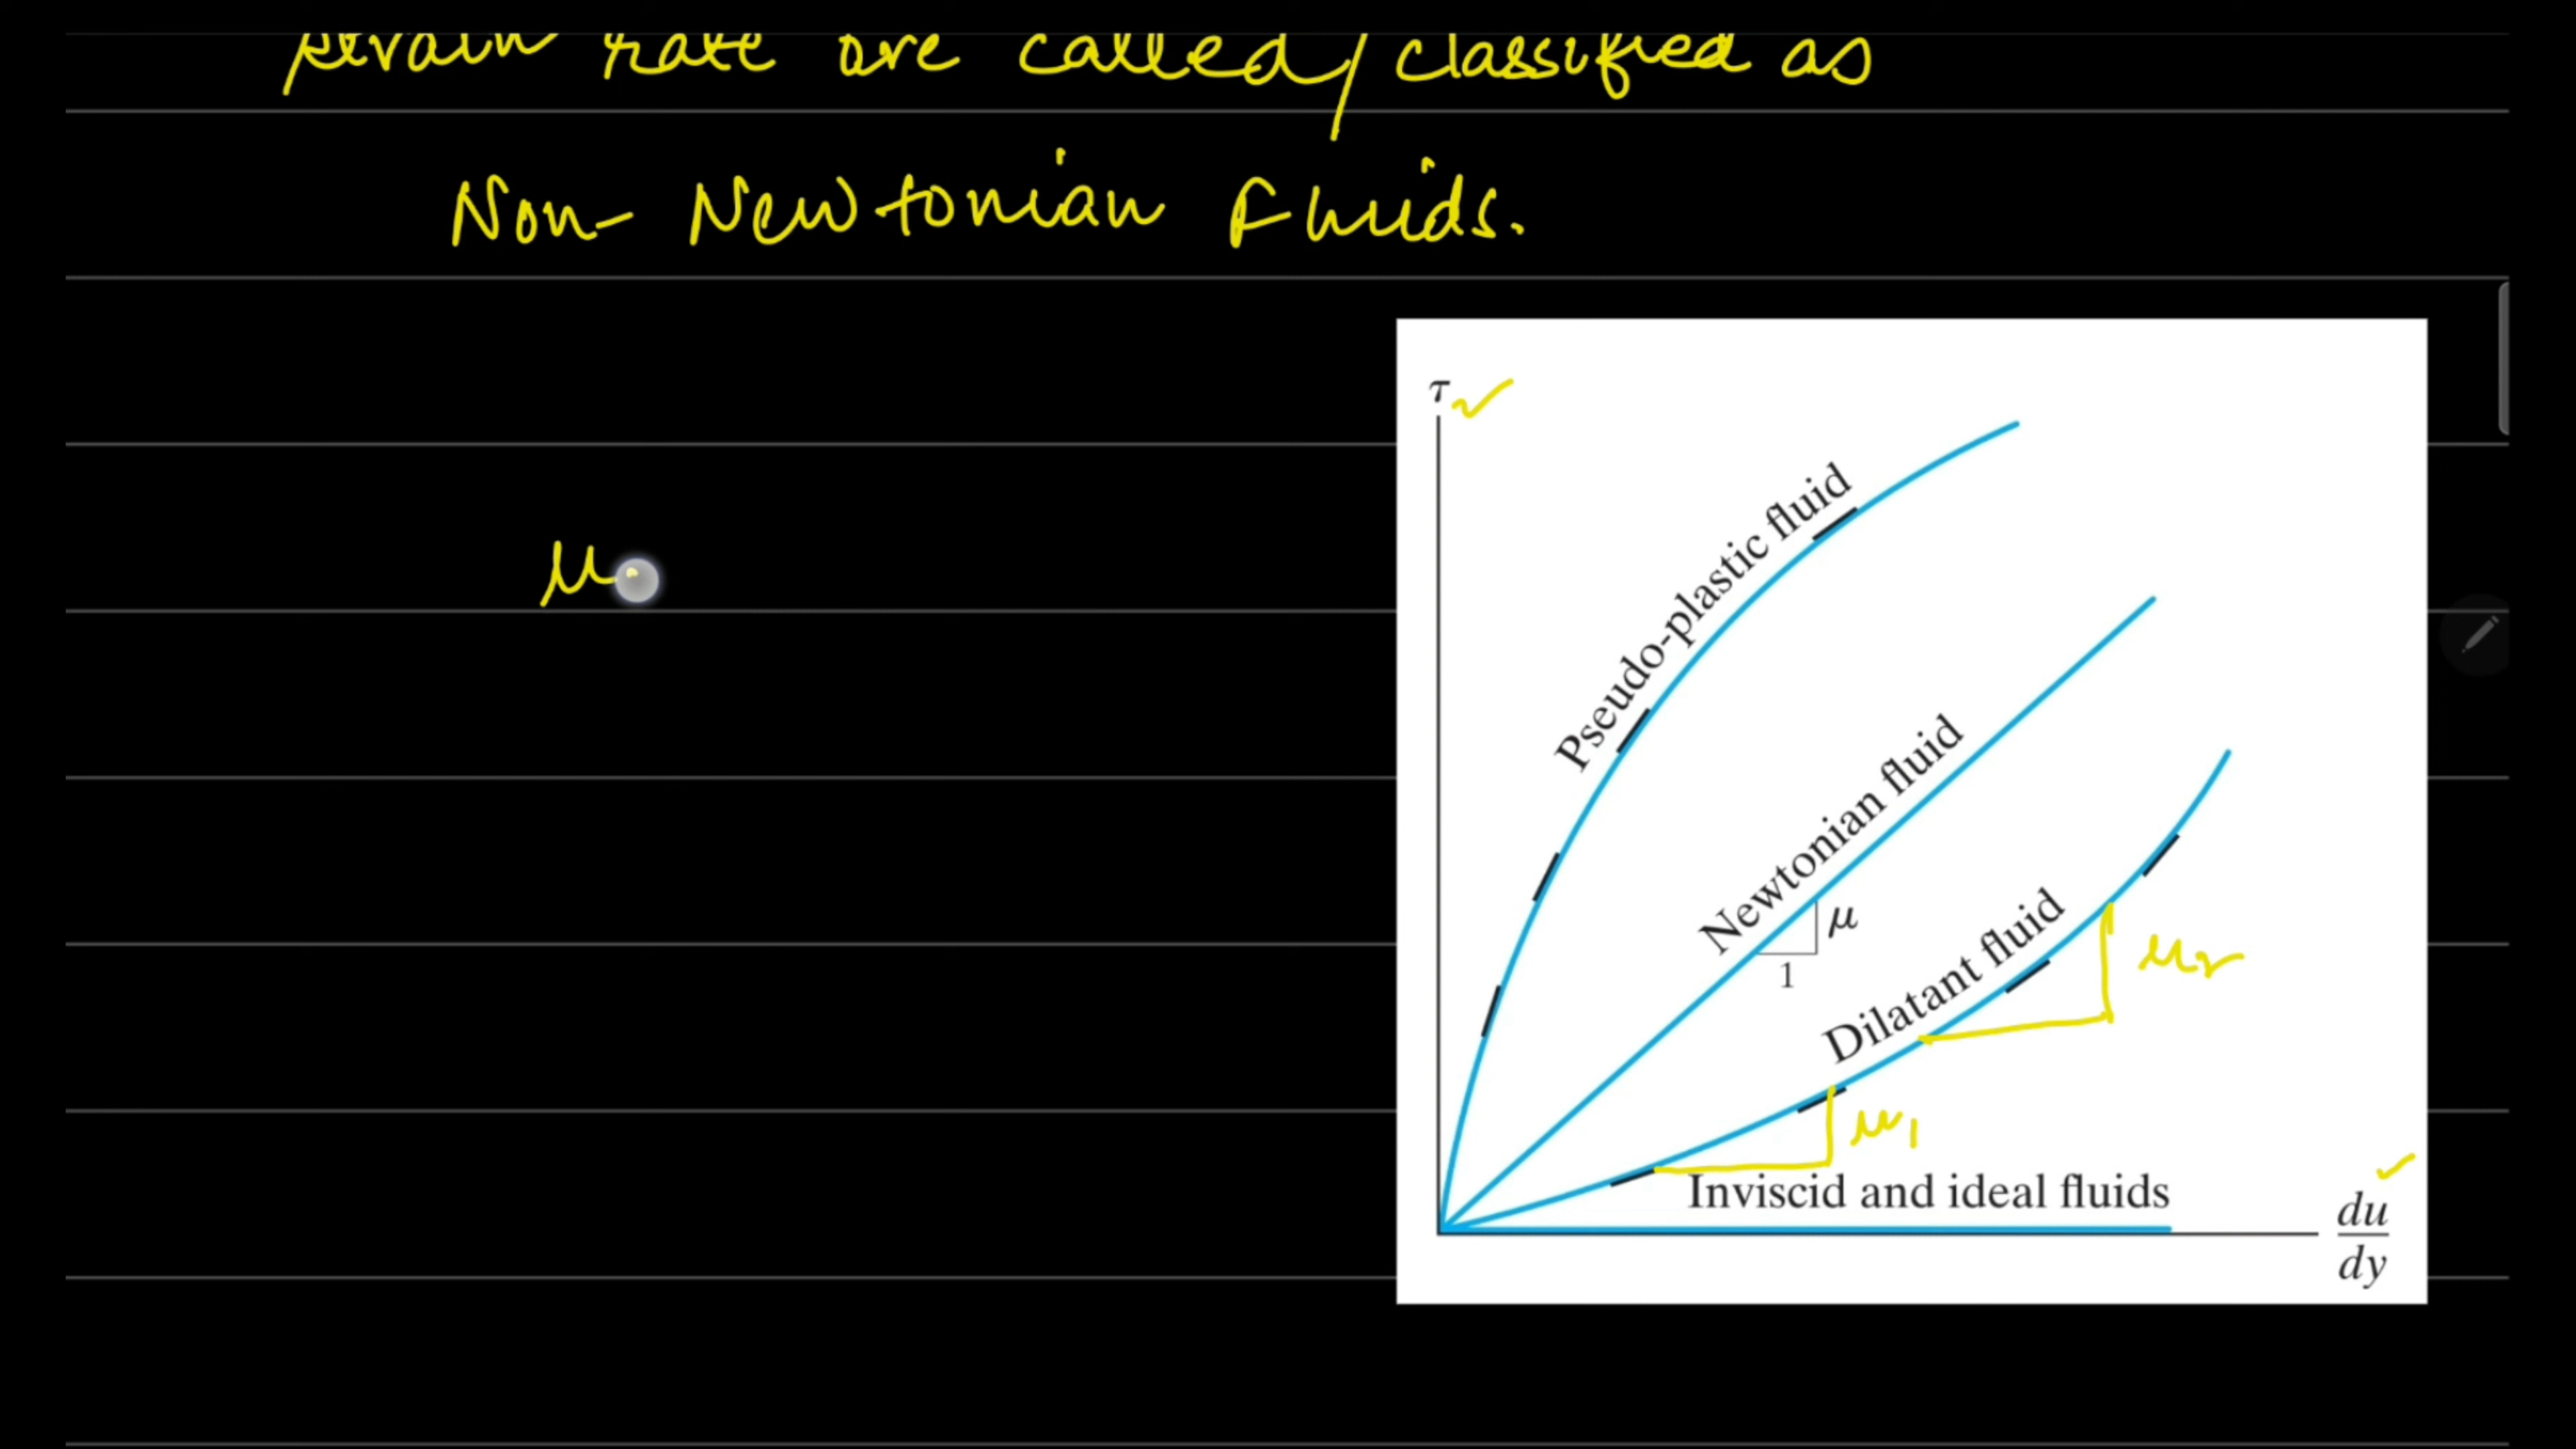 strain rate are called/classified as
Non-Newtonian Fluids.
μ
τ
Pseudo-plastic fluid
Newtonian fluid
μ
1
Dilatant fluid
μ2
μ1
Inviscid and ideal fluids
du
dy